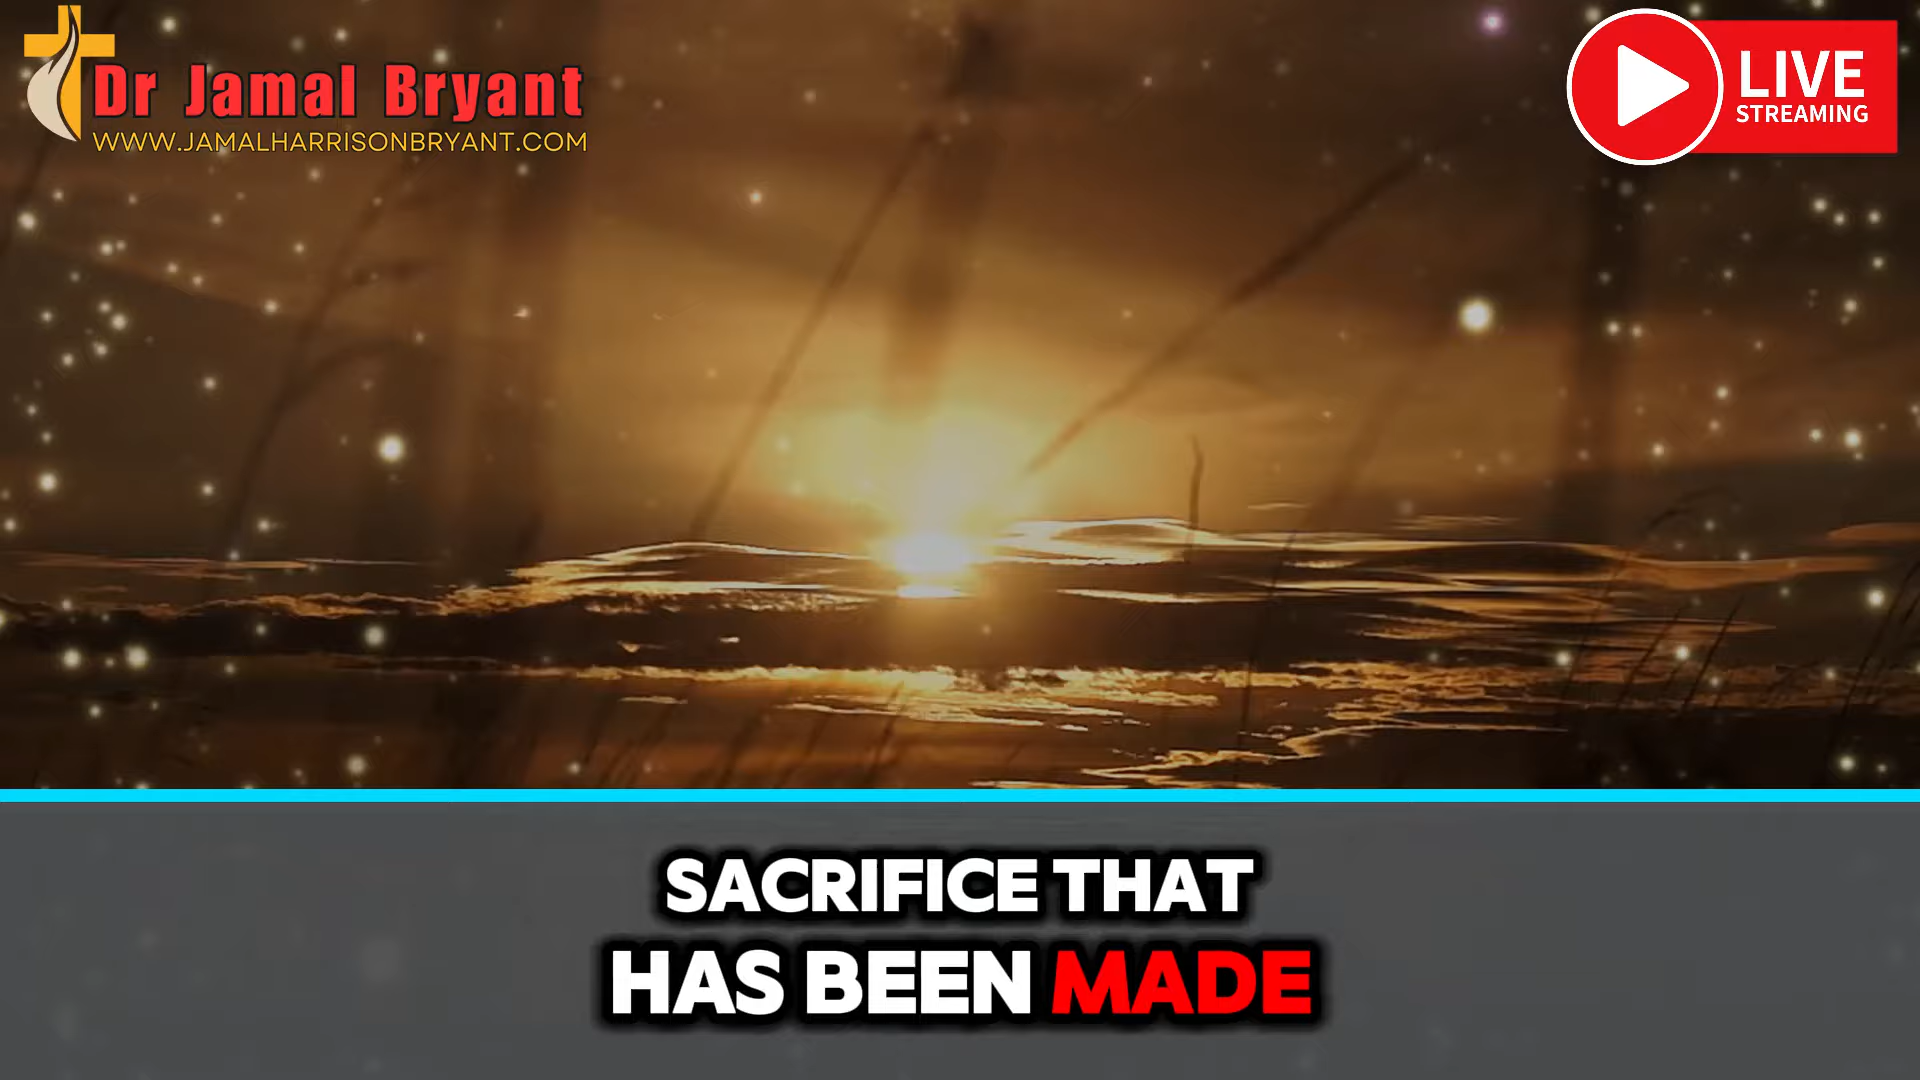 Dr Jamal Bryant
WWW.JAMALHARRISONBRYANT.COM
LIVE
STREAMING
SACRIFICE THAT
HAS BEEN MADE